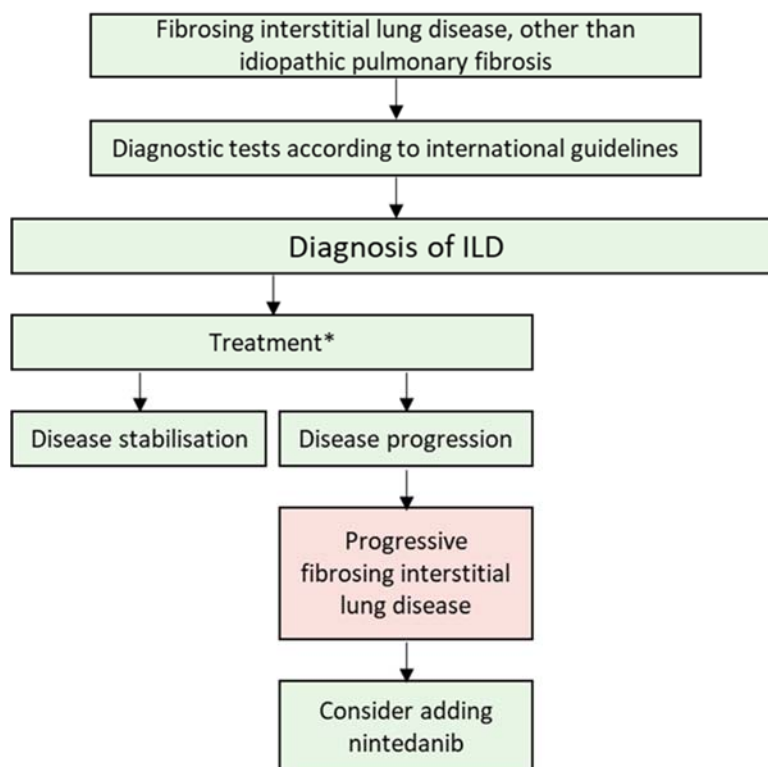 Fibrosing interstitial lung disease, other than
idiopathic pulmonary fibrosis
Diagnostic tests according to international guidelines
Diagnosis of ILD
Treatment*
Disease stabilisation
Disease progression
Progressive
fibrosing interstitial
lung disease
Consider adding
nintedanib